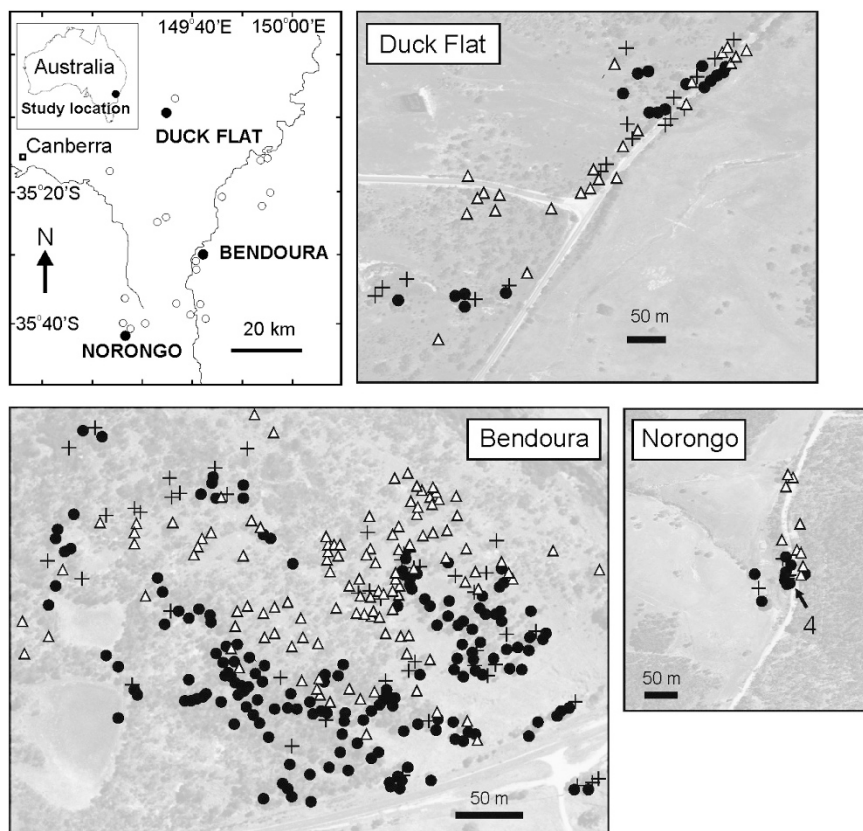 149°40'E
150°00'E
Australia
Study location
Canberra
DUCK FLAT
35°20'S
N
BENDOURA
35°40'S
NORONGO
20 km
Duck Flat
50 m
Bendoura
50 m
Norongo
4
50 m